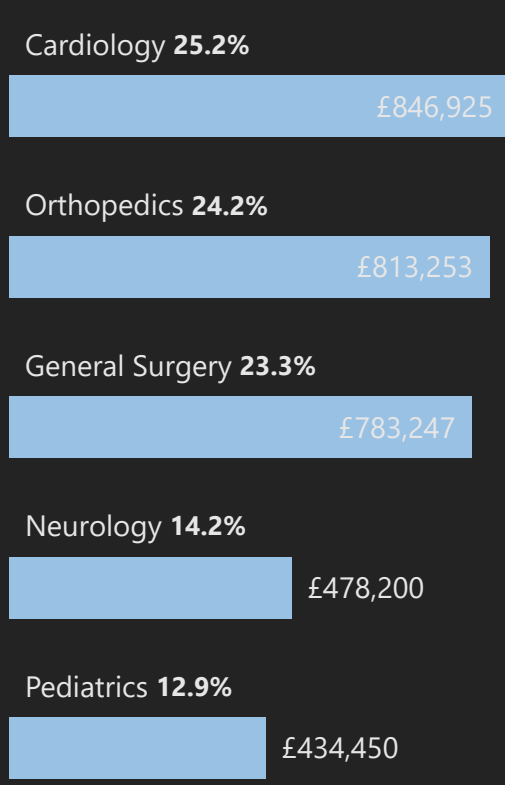 Cardiology 25.2%
£846,925
Orthopedics 24.2%
£813,253
General Surgery 23.3%
£783,247
Neurology 14.2%
£478,200
Pediatrics 12.9%
£434,450